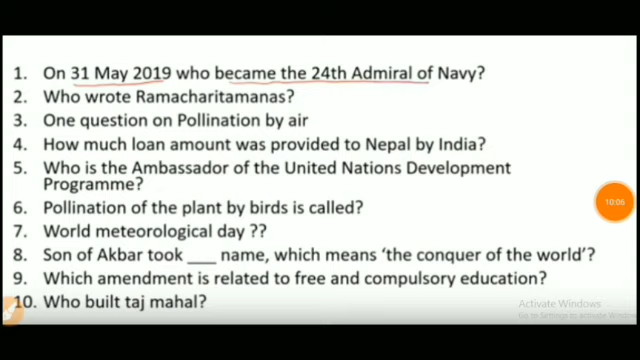 1. On 31 May 2019 who became the 24th Admiral of Navy?
2. Who wrote Ramacharitamanas?
3. One question on Pollination by air
4. How much loan amount was provided to Nepal by India?
5. Who is the Ambassador of the United Nations Development
Programme?
6. Pollination of the plant by birds is called?
10:06
7. World meteorological day ??
8. Son of Akbar took ___ name, which means ‘the conquer of the world’?
9. Which amendment is related to free and compulsory education?
10. Who built taj mahal?
Activate Windows
Go to Settings to activate Windows